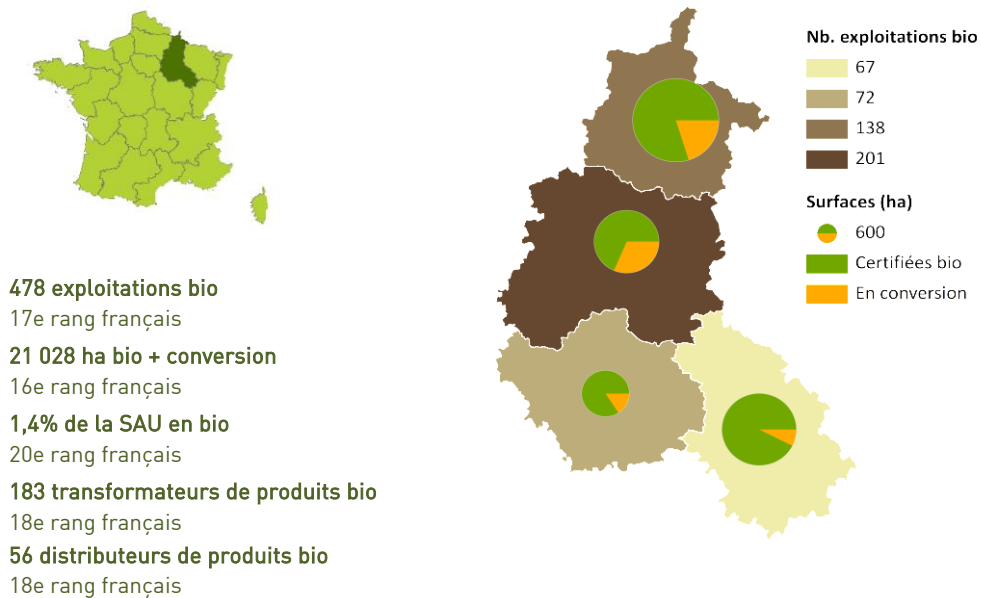 478 exploitations bio
17e rang français
21 028 ha bio + conversion
16e rang français
1,4% de la SAU en bio
20e rang français
183 transformateurs de produits bio
18e rang français
56 distributeurs de produits bio
18e rang français
Nb. exploitations bio
67
72
138
201
Surfaces (ha)
600
Certifiées bio
En conversion